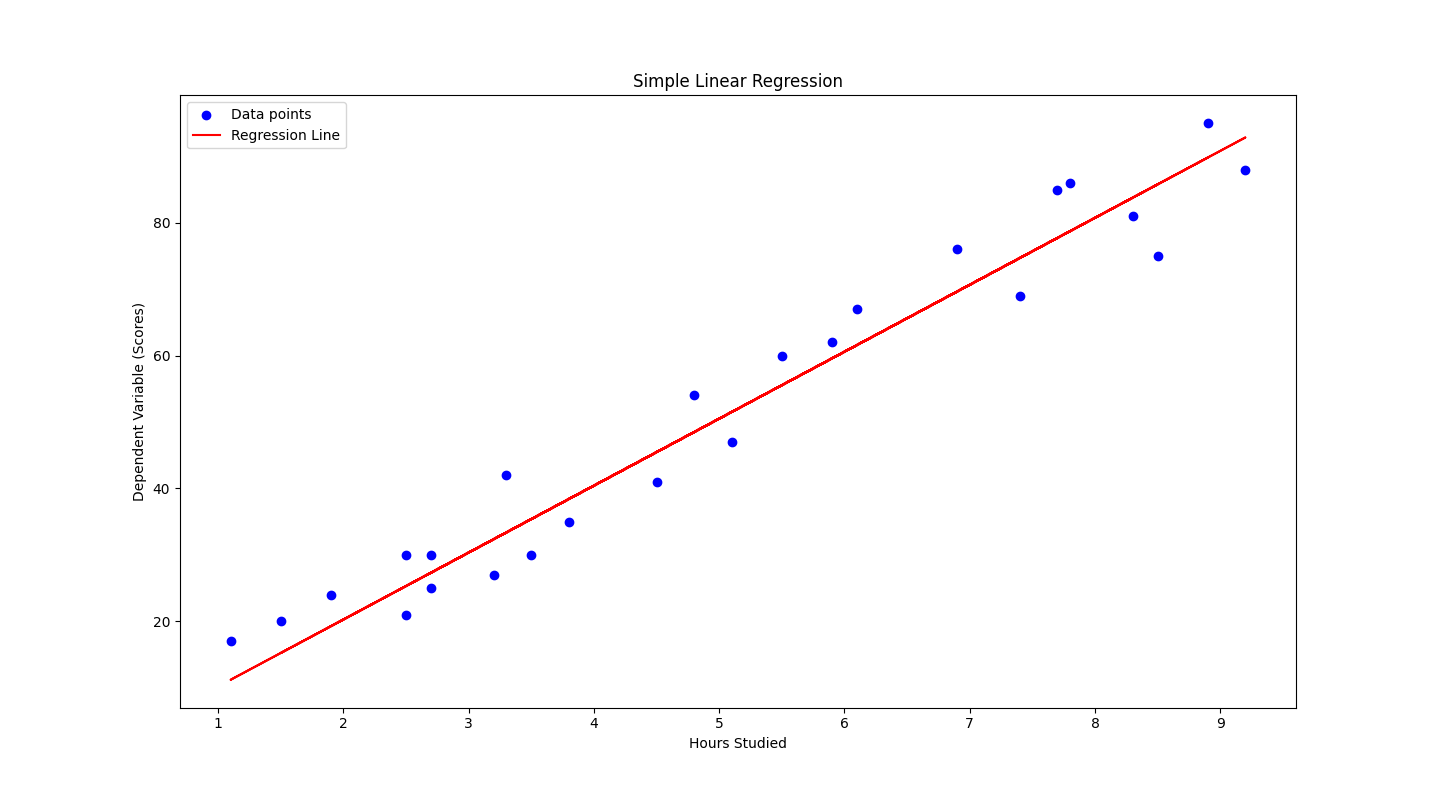 Simple Linear Regression
Data points
Regression Line
Dependent Variable (Scores)
80
60
40
20
1 2 3 4 5 6 7 8 9
Hours Studied